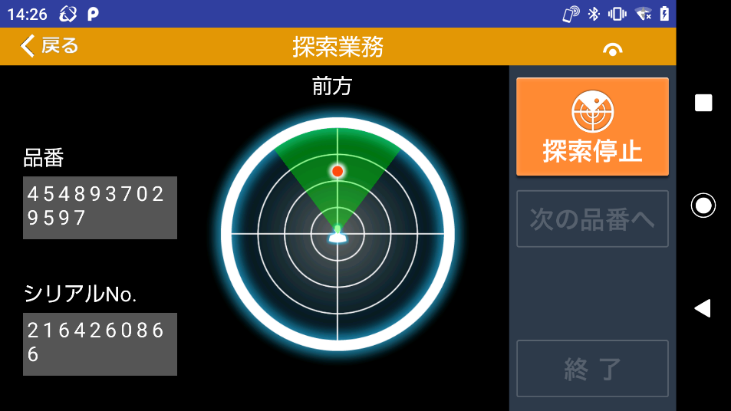 14:26
戻る
探索業務
前方
品番
454893702
9597
シリアルNo.
216426086
6
探索停止
次の品番へ
終了